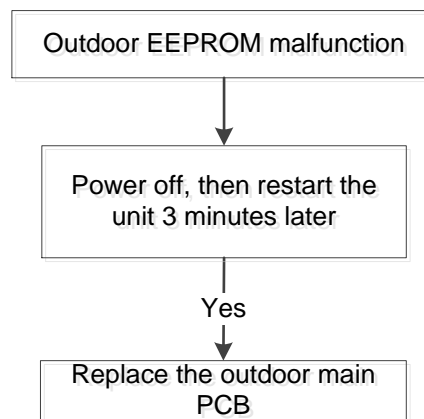 Outdoor EEPROM malfunction
Power off, then restart the
unit 3 minutes later
Yes
Replace the outdoor main
PCB